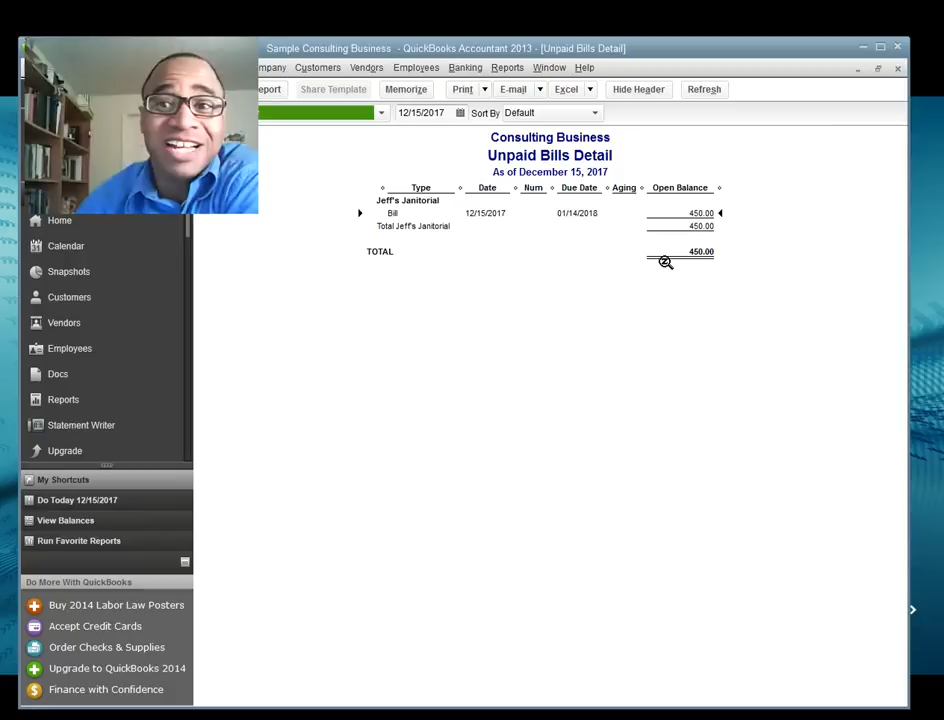 Sample Consulting Business - QuickBooks Accountant 2013 - [Unpaid Bills Detail]
mpany Customers Vendors Employees Banking Reports Window Help
eport Share Template Memorize Print E-mail Excel Hide Header Refresh
12/15/2017 Sort By Default
Consulting Business
Unpaid Bills Detail
As of December 15, 2017
Type Date Num Due Date Aging Open Balance
Jeff's Janitorial
Bill 12/15/2017 01/14/2018 450.00
Total Jeff's Janitorial 450.00
TOTAL 450.00
Home
Calendar
Snapshots
Customers
Vendors
Employees
Docs
Reports
Statement Writer
Upgrade
My Shortcuts
Do Today 12/15/2017
View Balances
Run Favorite Reports
Do More With QuickBooks
Buy 2014 Labor Law Posters
Accept Credit Cards
Order Checks & Supplies
Upgrade to QuickBooks 2014
Finance with Confidence